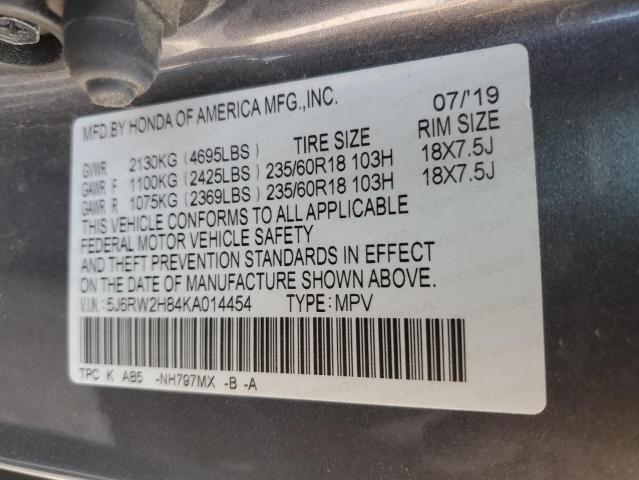 MFD.BY HONDA OF AMERICA MFG.,INC. 07/'19
TIRE SIZE RIM SIZE
GVWR 2130KG (4695LBS)
GAWR F 1100KG (2425LBS) 235/60R18 103H 18X7.5J
GAWR R 1075KG (2369LBS) 235/60R18 103H 18X7.5J
THIS VEHICLE CONFORMS TO ALL APPLICABLE
FEDERAL MOTOR VEHICLE SAFETY
AND THEFT PREVENTION STANDARDS IN EFFECT
ON THE DATE OF MANUFACTURE SHOWN ABOVE.
V.I.N.:5J6RW2H84KA014454 TYPE:MPV
TPC K AB5 -NH797MX -B -A